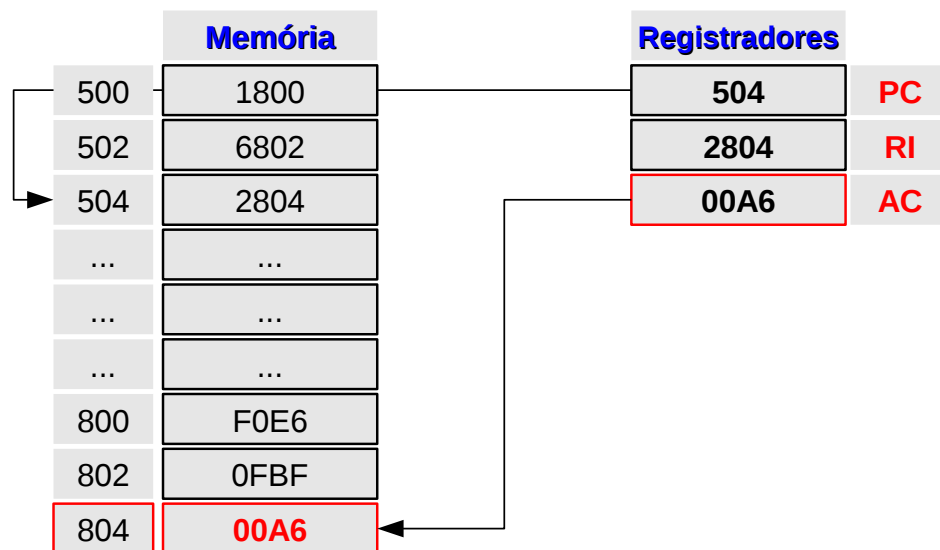 Memória Registradores
500 1800 504 PC
502 6802 2804 RI
504 2804 00A6 AC
... ...
... ...
... ...
800 F0E6
802 0FBF
804 00A6